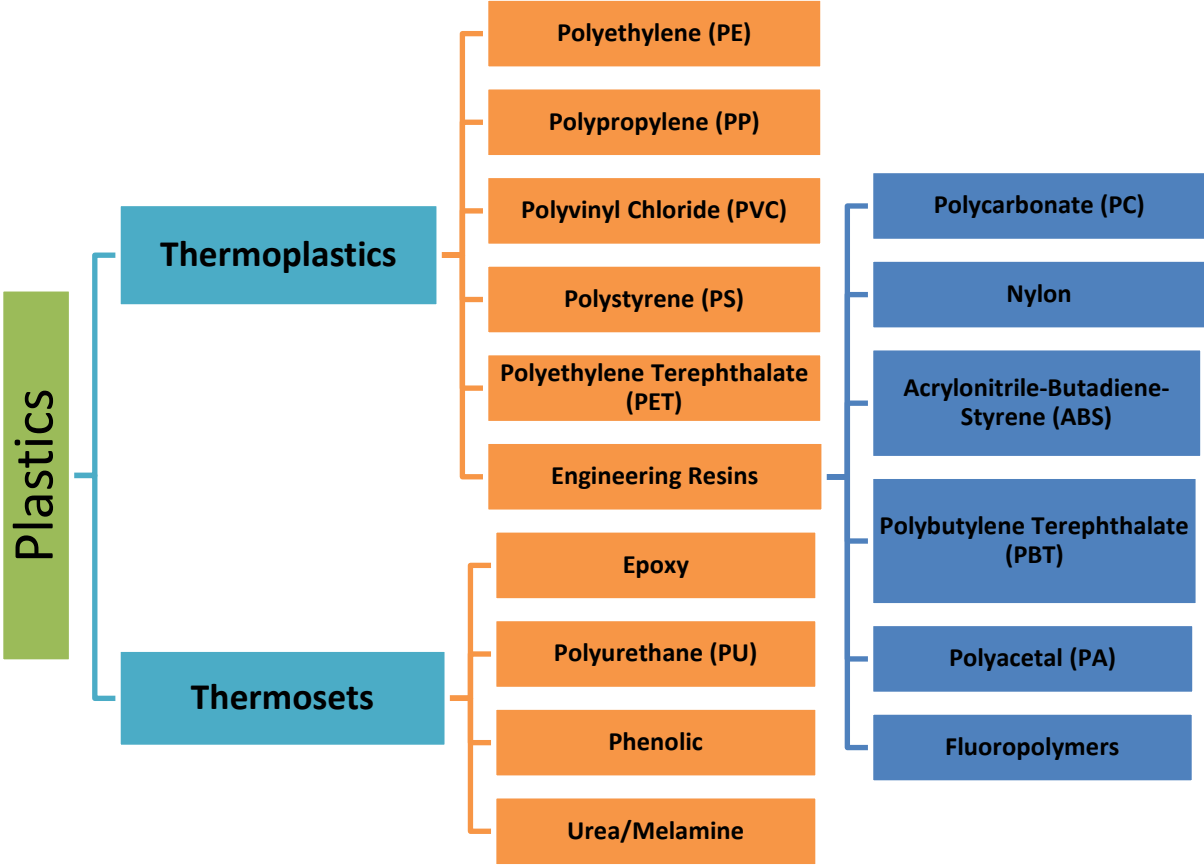 Plastics
Thermoplastics
Polyethylene (PE)
Polypropylene (PP)
Polyvinyl Chloride (PVC)
Polystyrene (PS)
Polyethylene Terephthalate
(PET)
Engineering Resins
Polycarbonate (PC)
Nylon
Acrylonitrile-Butadiene-
Styrene (ABS)
Polybutylene Terephthalate
(PBT)
Polyacetal (PA)
Fluoropolymers
Thermosets
Epoxy
Polyurethane (PU)
Phenolic
Urea/Melamine